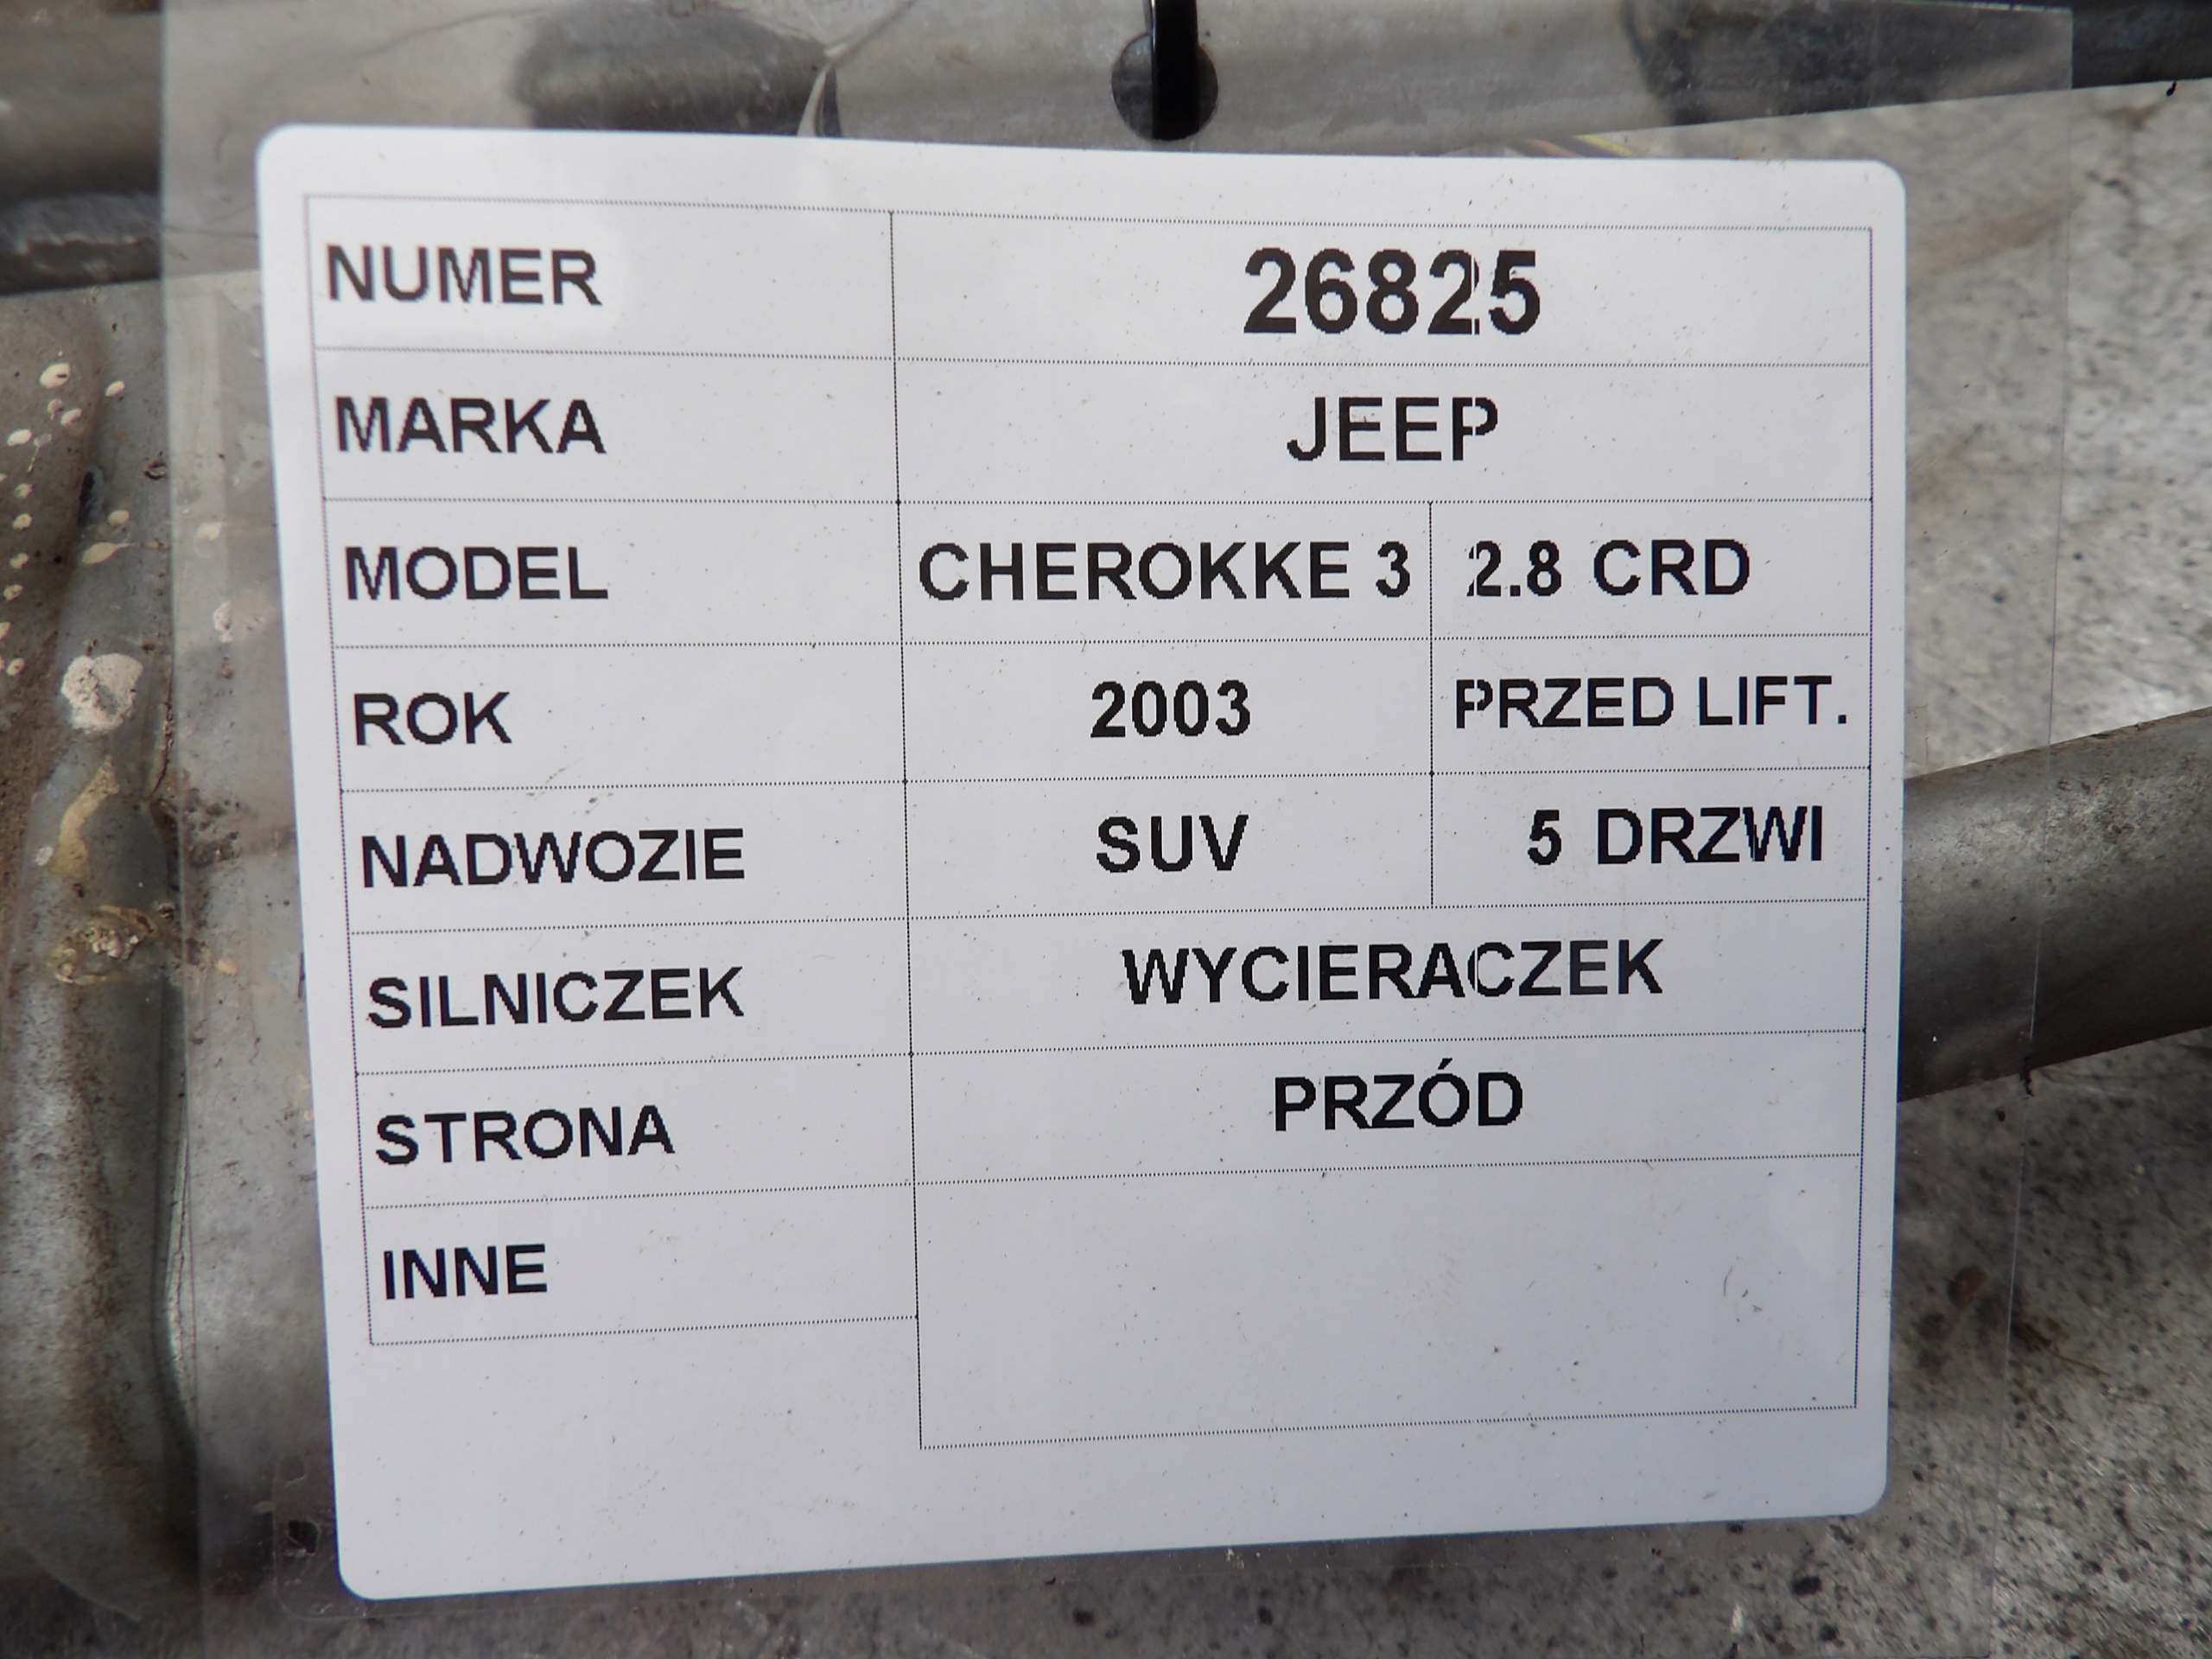 NUMER 26825
MARKA JEEP
MODEL CHEROKKE 3 2.8 CRD
ROK 2003 PRZED LIFT.
NADWOZIE SUV 5 DRZWI
SILNICZEK WYCIERACZEK
STRONA PRZÓD
INNE